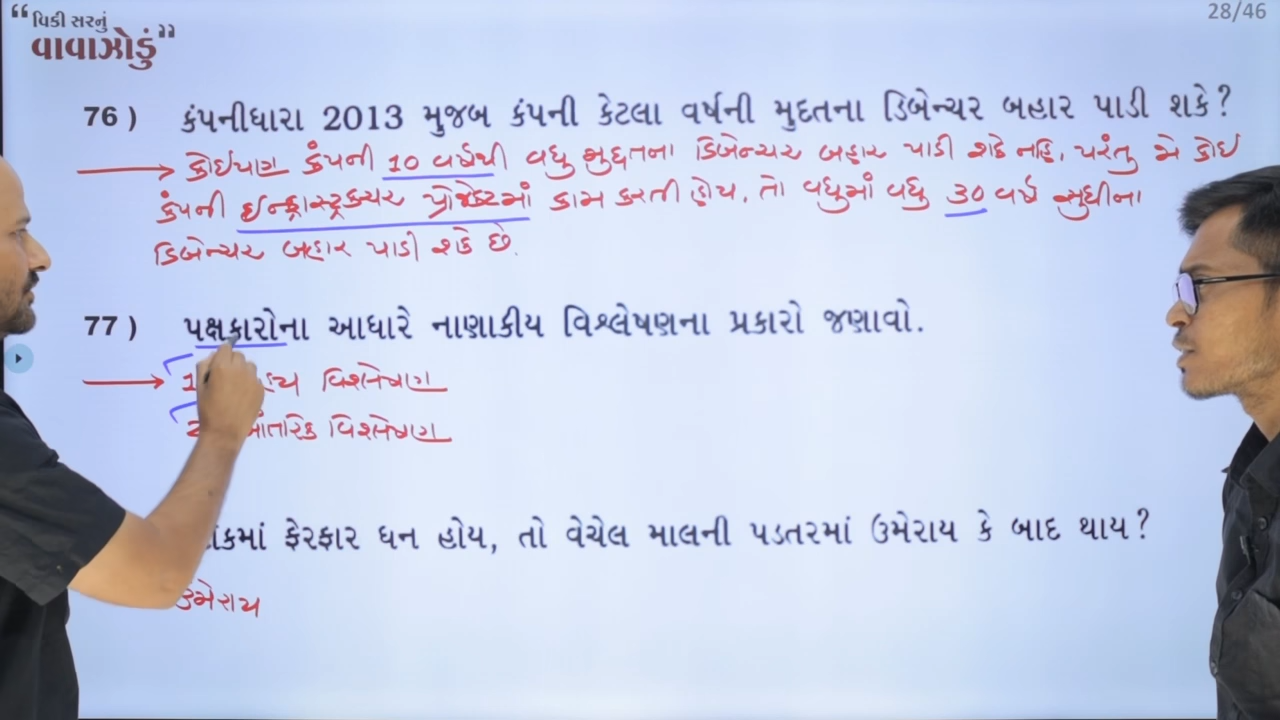 "વિકી સરનું
વાવાઝોડું"
28/46
76 ) કંપનીધારા 2013 મુજબ કંપની કેટલા વર્ષની મુદતના ડિબેન્ચર બહાર પાડી શકે?
કોઈપણ કંપની 10 વર્ષથી વધુ મુદ્દતના ડિબેન્ચર બહાર પાડી શકે નહિ, પરંતુ જો કોઈ
કંપની ઈન્ફ્રાસ્ટ્રક્ચર પ્રોજેક્ટમાં કામ કરતી હોય, તો વધુમાં વધુ 30 વર્ષ સુધીના
ડિબેન્ચર બહાર પાડી શકે છે.
77 ) પક્ષકારોના આધારે નાણાકીય વિશ્લેષણના પ્રકારો જણાવો.
1 વિશ્લેષણ
2 વિશ્લેષણ
ફેરફાર ધન હોય, તો વેચેલ માલની પડતરમાં ઉમેરાય કે બાદ થાય?
ઉમેરાય